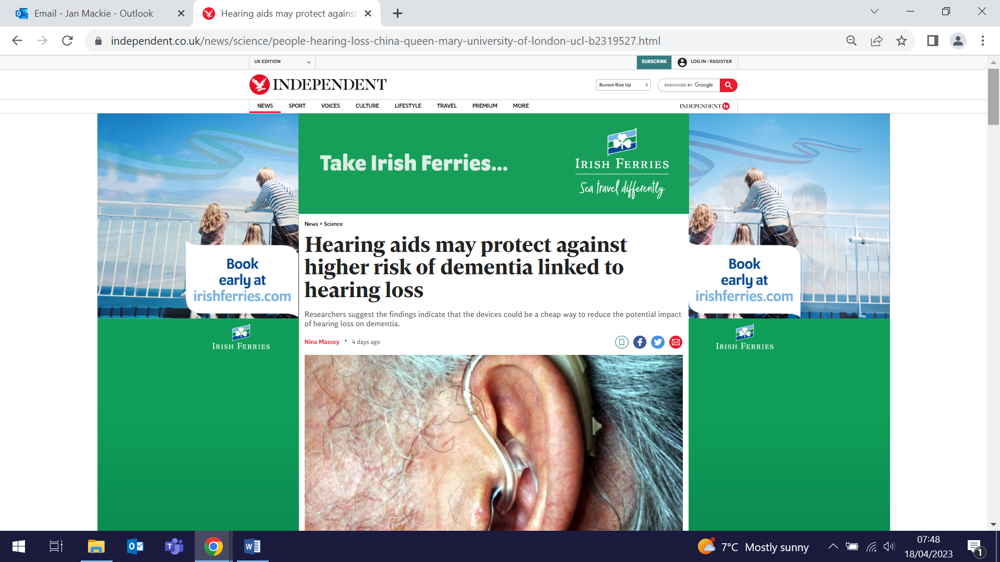 Email - Jan Mackie - Outlook
Hearing aids may protect against
independent.co.uk/news/science/people-hearing-loss-china-queen-mary-university-of-london-ucl-b2319527.html
UK EDITION
SUBSCRIBE
LOG IN / REGISTER
INDEPENDENT
Buxton Rise Up
ENHANCED BY Google
NEWS SPORT VOICES CULTURE LIFESTYLE TRAVEL PREMIUM MORE
INDEPENDENT tv
Take Irish Ferries...
IRISH FERRIES
Sea travel differently
Book
early at
irishferries.com
IRISH FERRIES
News > Science
Hearing aids may protect against
higher risk of dementia linked to
hearing loss
Researchers suggest the findings indicate that the devices could be a cheap way to reduce the potential impact
of hearing loss on dementia.
Nina Massey • 4 days ago
Book
early at
irishferries.com
IRISH FERRIES
7°C Mostly sunny
07:48
18/04/2023
1